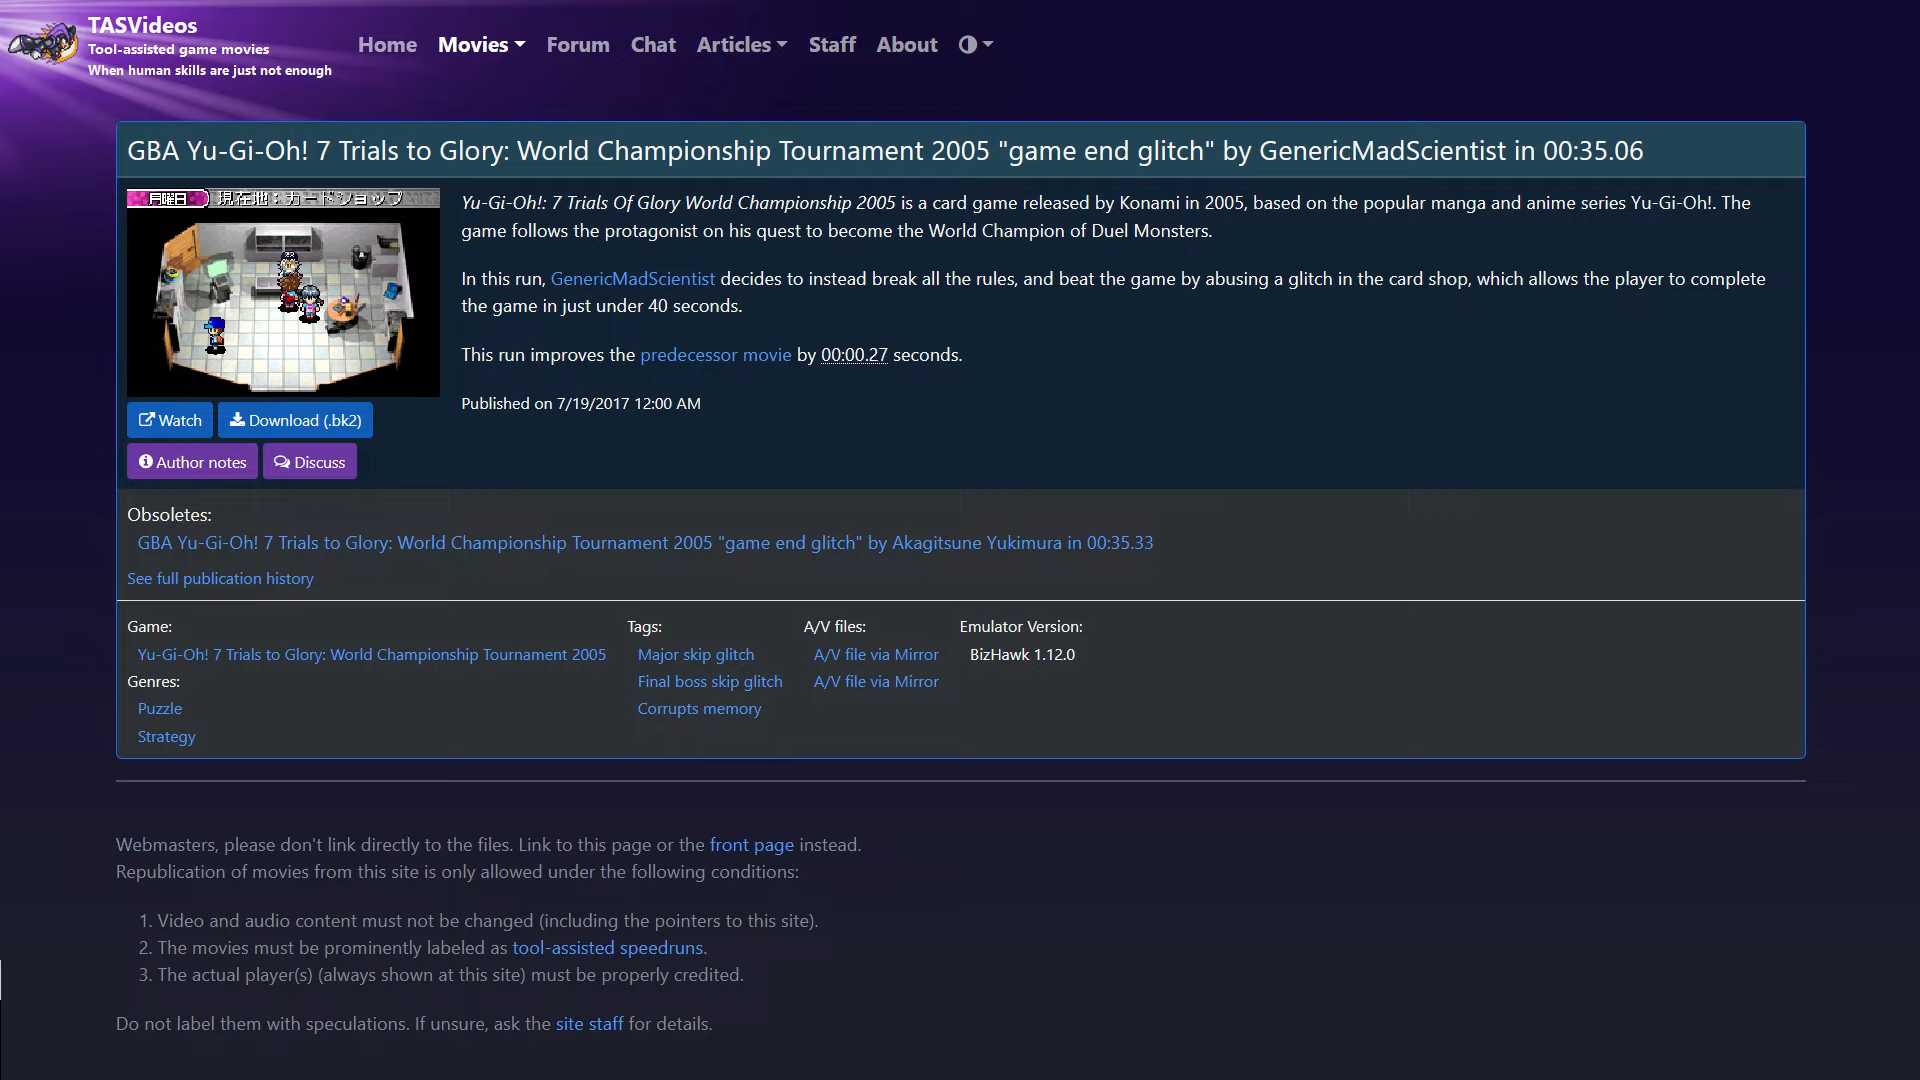 TASVideos
Tool-assisted game movies
When human skills are just not enough
Home Movies Forum Chat Articles Staff About
GBA Yu-Gi-Oh! 7 Trials to Glory: World Championship Tournament 2005 "game end glitch" by GenericMadScientist in 00:35.06
月曜日 現在地:カードショップ
Yu-Gi-Oh!: 7 Trials Of Glory World Championship 2005 is a card game released by Konami in 2005, based on the popular manga and anime series Yu-Gi-Oh!. The
game follows the protagonist on his quest to become the World Champion of Duel Monsters.
In this run, GenericMadScientist decides to instead break all the rules, and beat the game by abusing a glitch in the card shop, which allows the player to complete
the game in just under 40 seconds.
This run improves the predecessor movie by 00:00.27 seconds.
Published on 7/19/2017 12:00 AM
Watch Download (.bk2)
Author notes Discuss
Obsoletes:
GBA Yu-Gi-Oh! 7 Trials to Glory: World Championship Tournament 2005 "game end glitch" by Akagitsune Yukimura in 00:35.33
See full publication history
Game:
Yu-Gi-Oh! 7 Trials to Glory: World Championship Tournament 2005
Genres:
Puzzle
Strategy
Tags:
Major skip glitch
Final boss skip glitch
Corrupts memory
A/V files:
A/V file via Mirror
A/V file via Mirror
Emulator Version:
BizHawk 1.12.0
Webmasters, please don't link directly to the files. Link to this page or the front page instead.
Republication of movies from this site is only allowed under the following conditions:
1. Video and audio content must not be changed (including the pointers to this site).
2. The movies must be prominently labeled as tool-assisted speedruns.
3. The actual player(s) (always shown at this site) must be properly credited.
Do not label them with speculations. If unsure, ask the site staff for details.